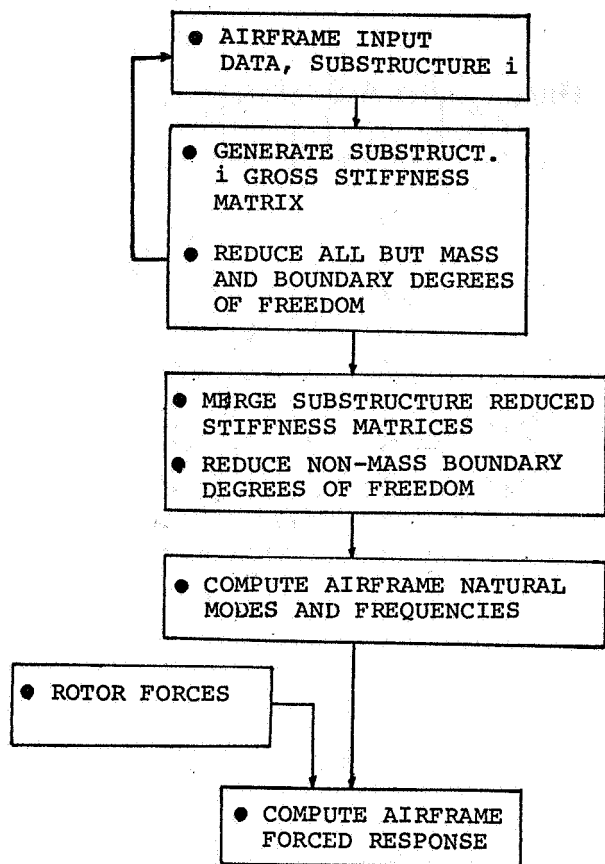 ● AIRFRAME INPUT
DATA, SUBSTRUCTURE i
● GENERATE SUBSTRUCT.
i GROSS STIFFNESS
MATRIX
● REDUCE ALL BUT MASS
AND BOUNDARY DEGREES
OF FREEDOM
● MERGE SUBSTRUCTURE REDUCED
STIFFNESS MATRICES
● REDUCE NON-MASS BOUNDARY
DEGREES OF FREEDOM
● COMPUTE AIRFRAME NATURAL
MODES AND FREQUENCIES
● ROTOR FORCES
● COMPUTE AIRFRAME
FORCED RESPONSE